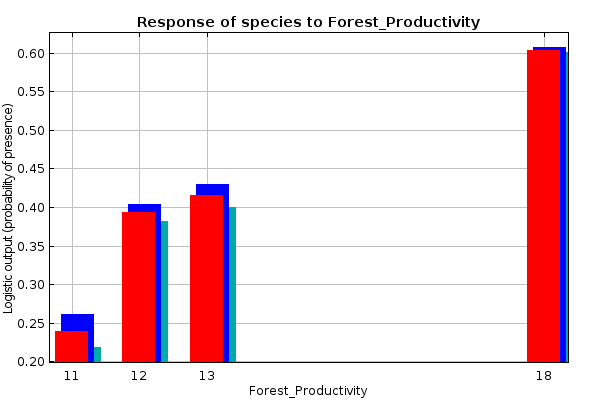 Response of species to Forest_Productivity
Logistic output (probability of presence)
0.60
0.55
0.50
0.45
0.40
0.35
0.30
0.25
0.20
11 12 13 18
Forest_Productivity